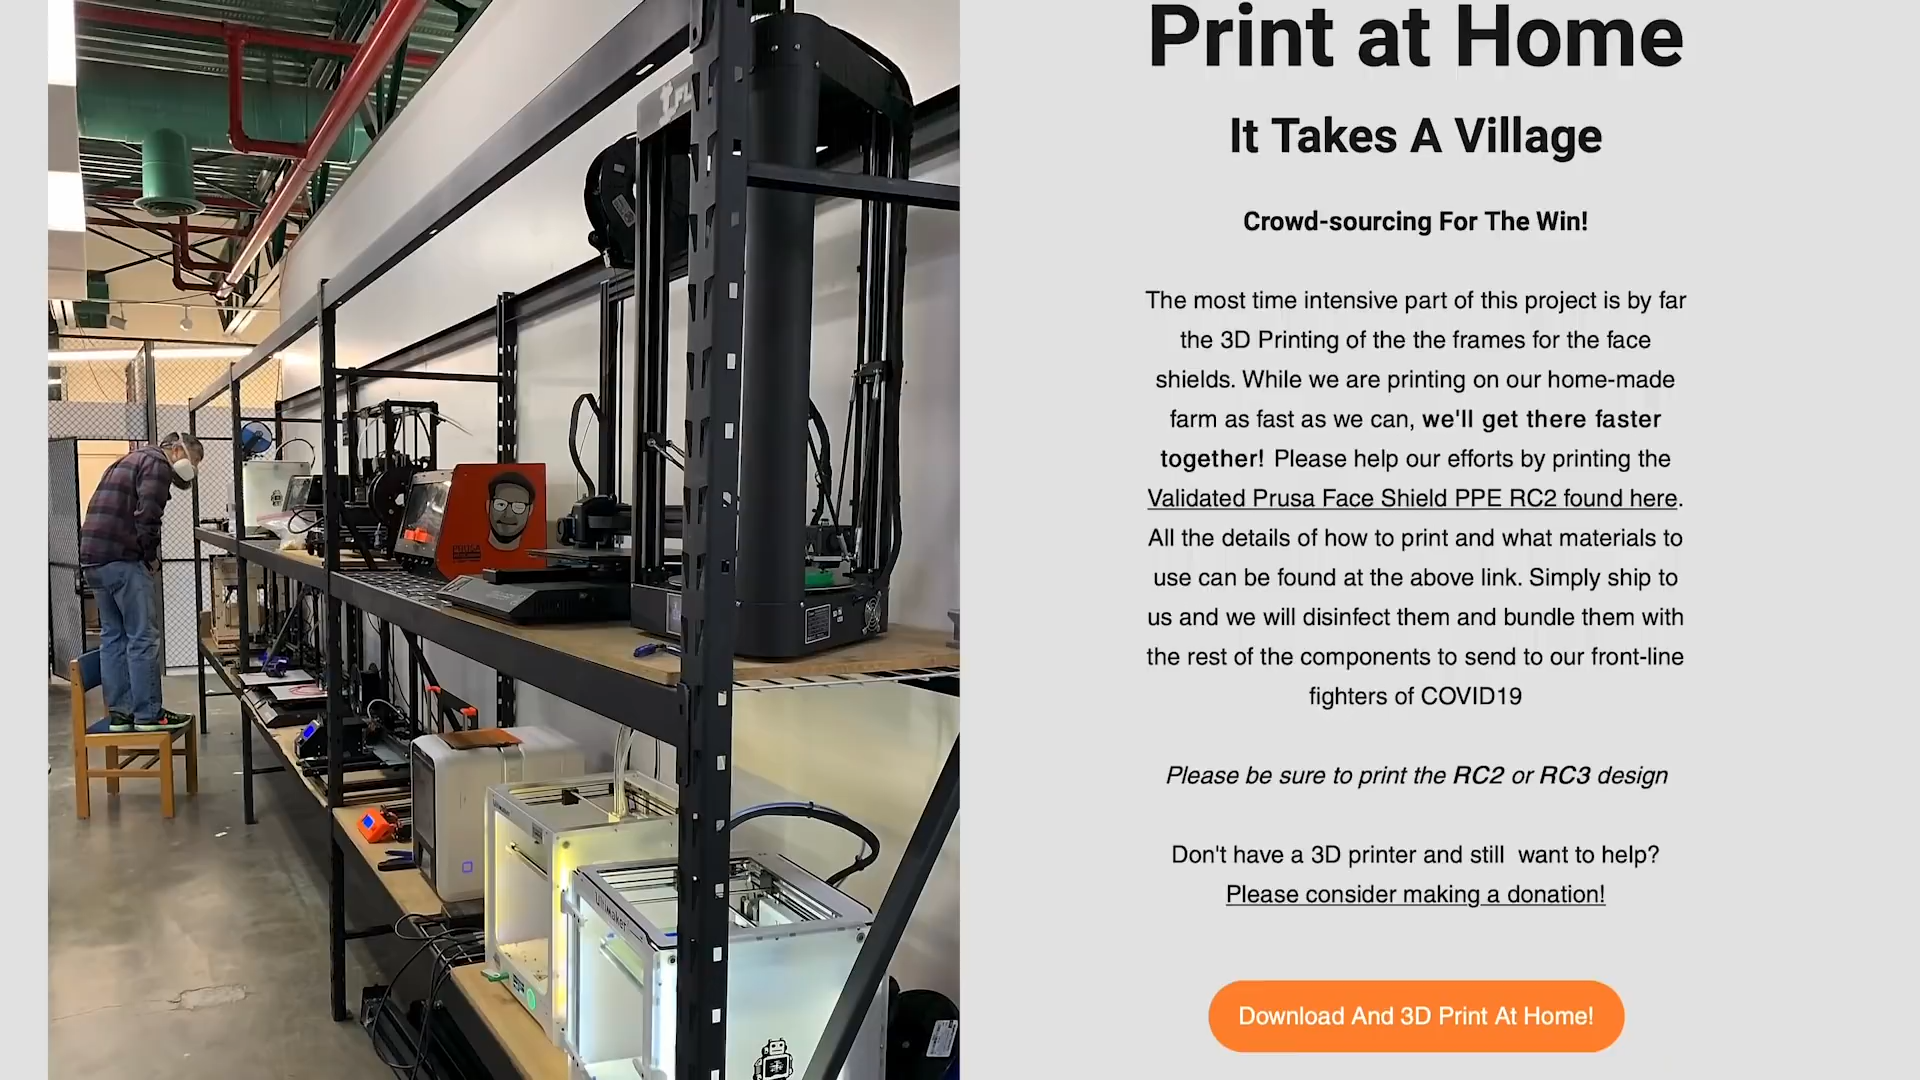 Print at Home
It Takes A Village
Crowd-sourcing For The Win!
The most time intensive part of this project is by far
the 3D Printing of the the frames for the face
shields. While we are printing on our home-made
farm as fast as we can, we'll get there faster
together! Please help our efforts by printing the
Validated Prusa Face Shield PPE RC2 found here.
All the details of how to print and what materials to
use can be found at the above link. Simply ship to
us and we will disinfect them and bundle them with
the rest of the components to send to our front-line
fighters of COVID19
Please be sure to print the RC2 or RC3 design
Don't have a 3D printer and still  want to help?
Please consider making a donation!
Download And 3D Print At Home!
FL
PRUSA
Ultimaker